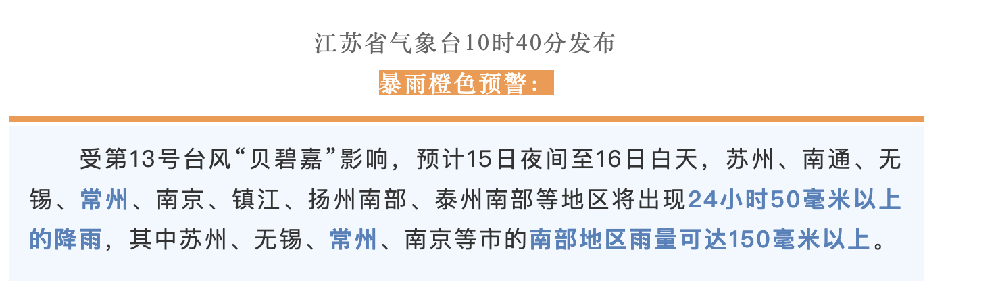 江苏省气象台10时40分发布
暴雨橙色预警：
受第13号台风“贝碧嘉”影响，预计15日夜间至16日白天，苏州、南通、无
锡、常州、南京、镇江、扬州南部、泰州南部等地区将出现24小时50毫米以上
的降雨，其中苏州、无锡、常州、南京等市的南部地区雨量可达150毫米以上。